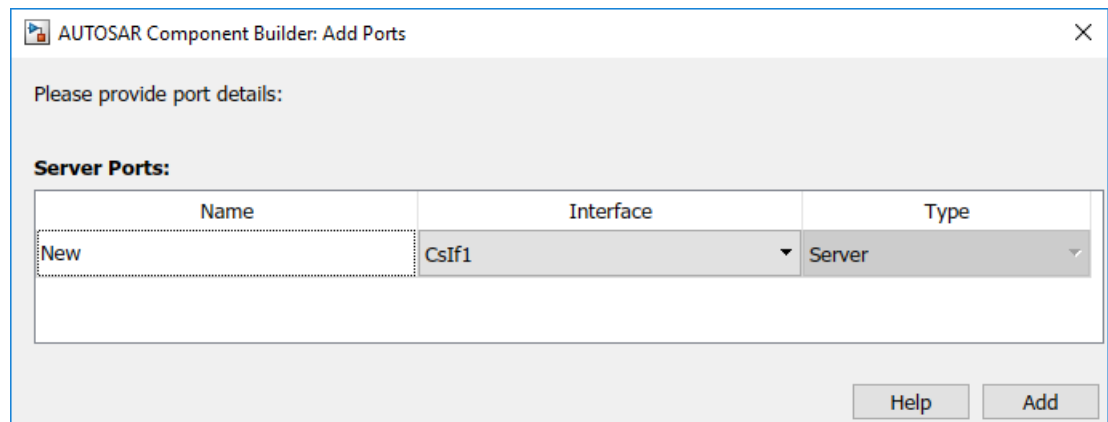 AUTOSAR Component Builder: Add Ports
Please provide port details:
Server Ports:
Name Interface Type
New CsIf1 Server
Help Add